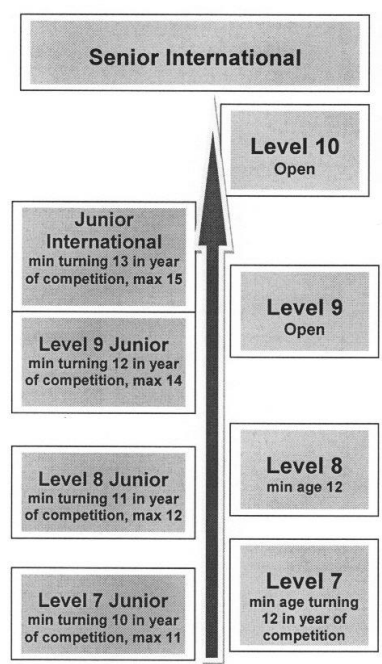 Senior International
Level 10
Open
Junior
International
min turning 13 in year
of competition, max 15
Level 9
Open
Level 9 Junior
min turning 12 in year
of competition, max 14
Level 8
min age 12
Level 8 Junior
min turning 11 in year
of competition, max 12
Level 7
min age turning
12 in year of
competition
Level 7 Junior
min turning 10 in year
of competition, max 11